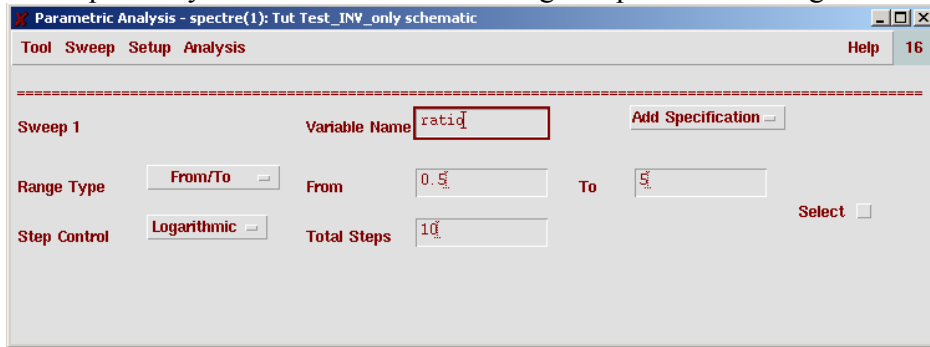 Parametric Analysis - spectre(1): Tut Test_INV_only schematic
Tool Sweep Setup Analysis Help 16
================================================================================
Sweep 1 Variable Name ratio Add Specification
Range Type From/To From 0.5 To 5
Select
Step Control Logarithmic Total Steps 10